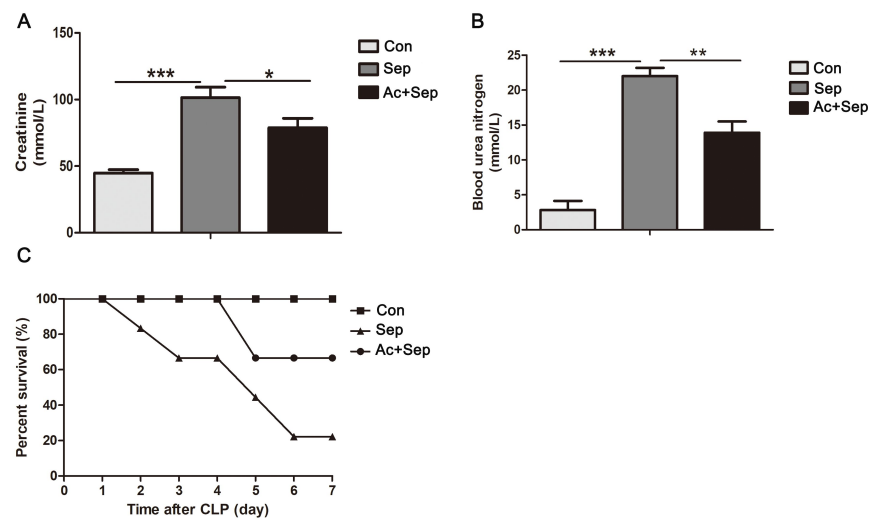 A
Creatinine
(mmol/L)
150
100
50
0
***
*
Con
Sep
Ac+Sep
B
Blood urea nitrogen
(mmol/L)
25
20
15
10
5
0
***
**
Con
Sep
Ac+Sep
C
Percent survival (%)
100
80
60
40
20
0
0 1 2 3 4 5 6 7
Time after CLP (day)
Con
Sep
Ac+Sep